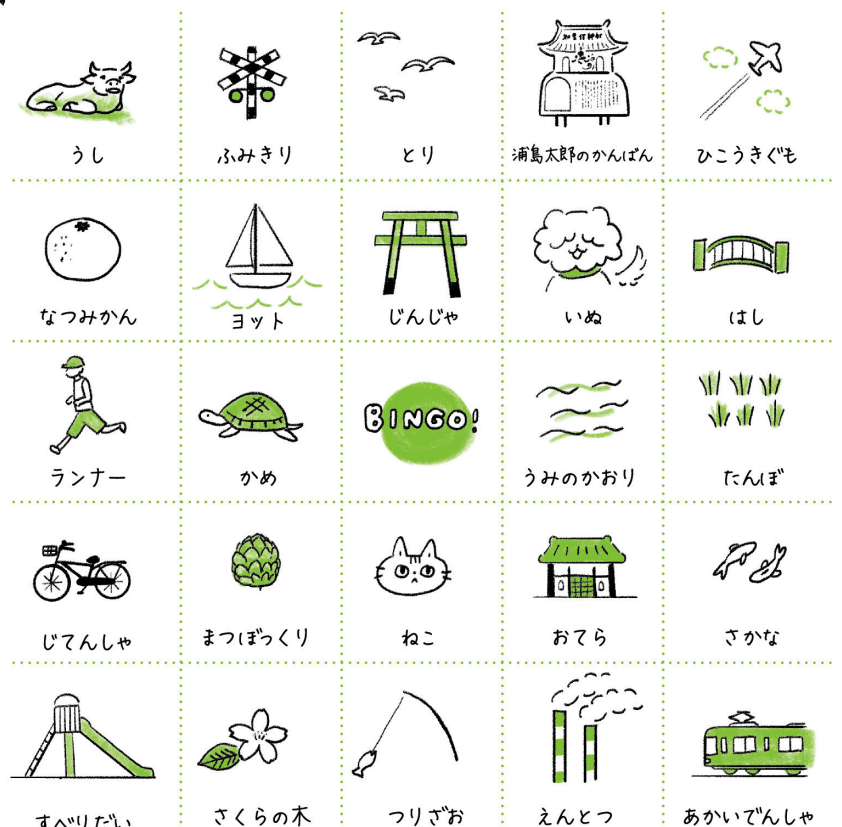 うし
ふみきり
とり
浦島太郎のかんばん
ひこうきぐも
なつみかん
ヨット
じんじゃ
いぬ
はし
ランナー
かめ
BINGO!
うみのかおり
たんぼ
じてんしゃ
まつぼっくり
ねこ
おてら
さかな
すべりだい
さくらの木
つりざお
えんとつ
あかいでんしゃ